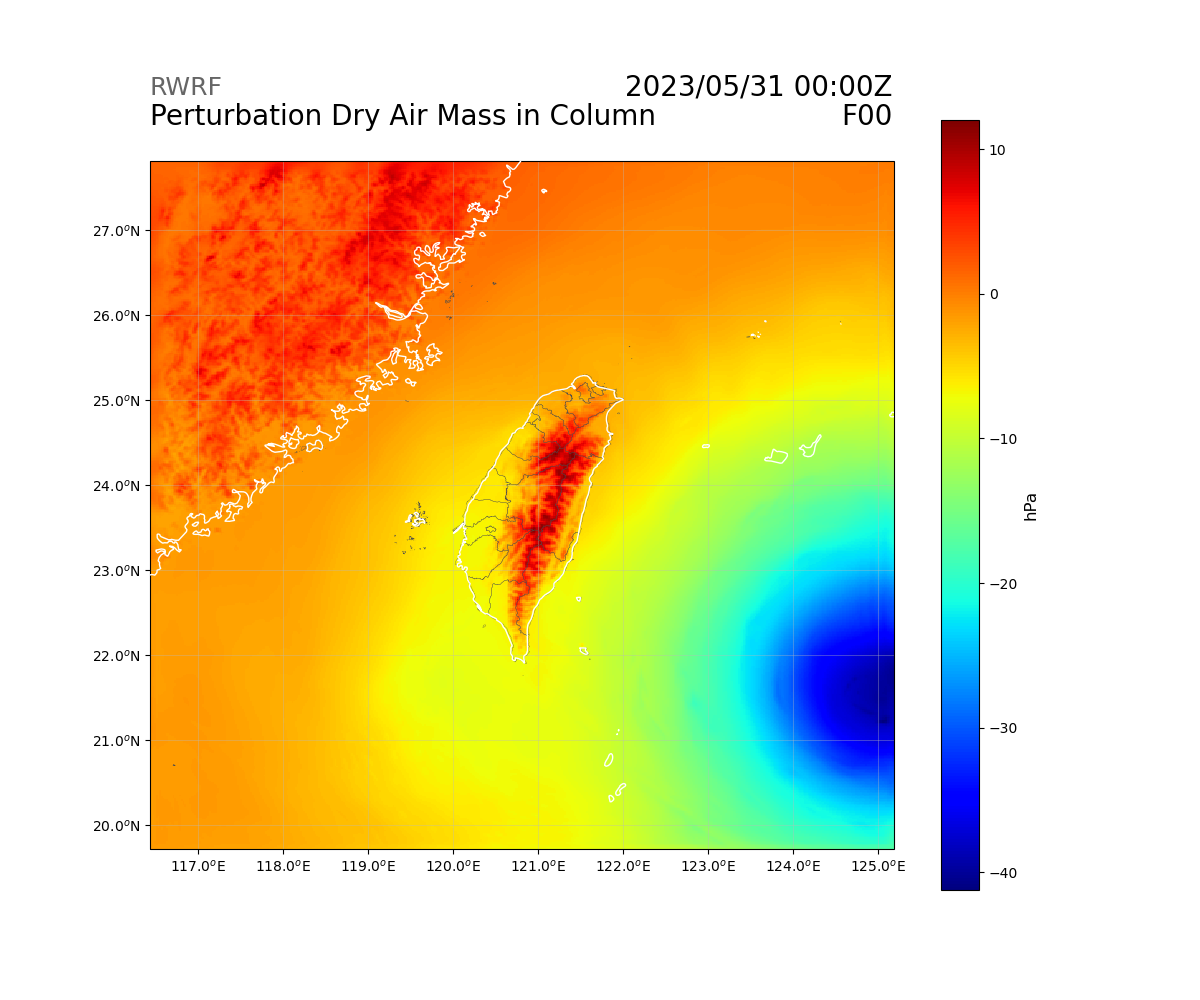 RWRF
2023/05/31 00:00Z
Perturbation Dry Air Mass in Column
F00
27.0°N
26.0°N
25.0°N
24.0°N
23.0°N
22.0°N
21.0°N
20.0°N
117.0°E
118.0°E
119.0°E
120.0°E
121.0°E
122.0°E
123.0°E
124.0°E
125.0°E
10
0
−10
−20
−30
−40
hPa